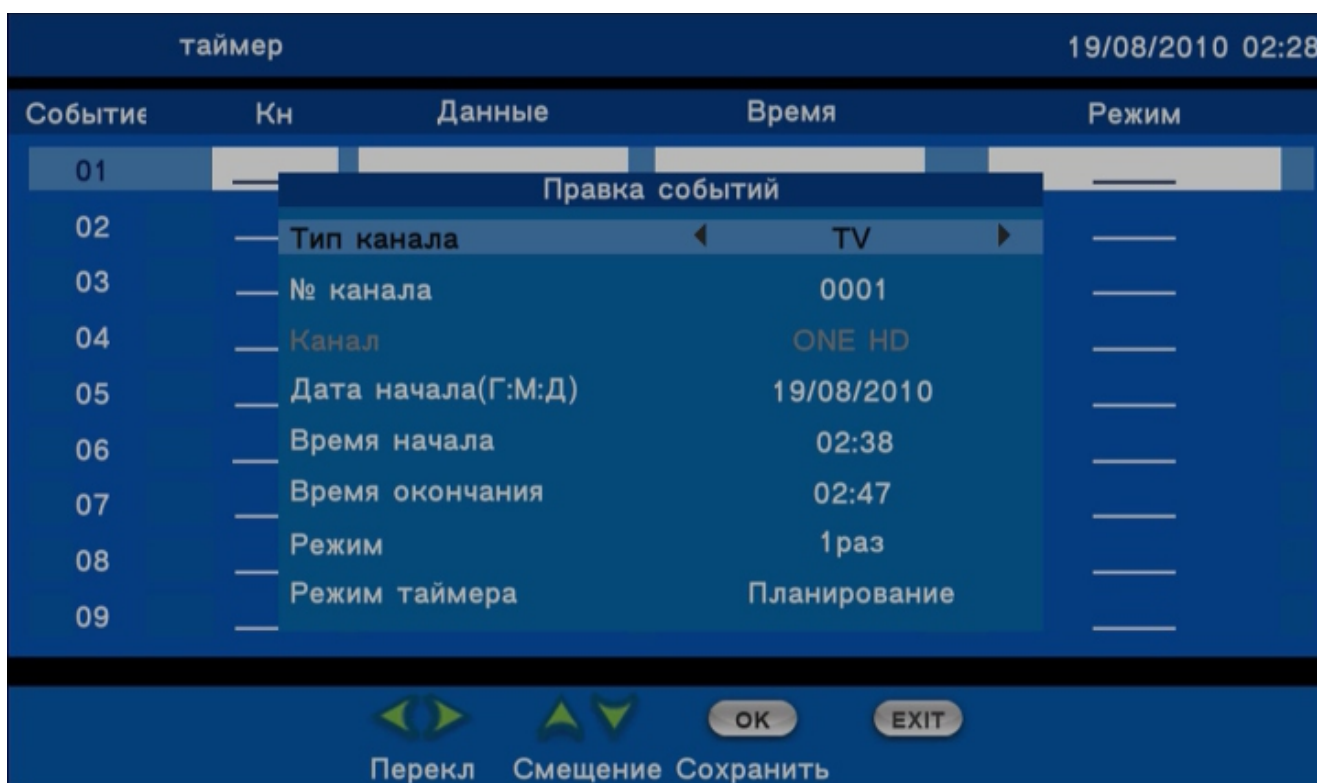 таймер 19/08/2010 02:28
Событие Кн Данные Время Режим
01
Правка событий
02 Тип канала TV
03 № канала 0001
04 Канал ONE HD
05 Дата начала(Г:М:Д) 19/08/2010
06 Время начала 02:38
07 Время окончания 02:47
08 Режим 1раз
09 Режим таймера Планирование
OK EXIT
Перекл Смещение Сохранить